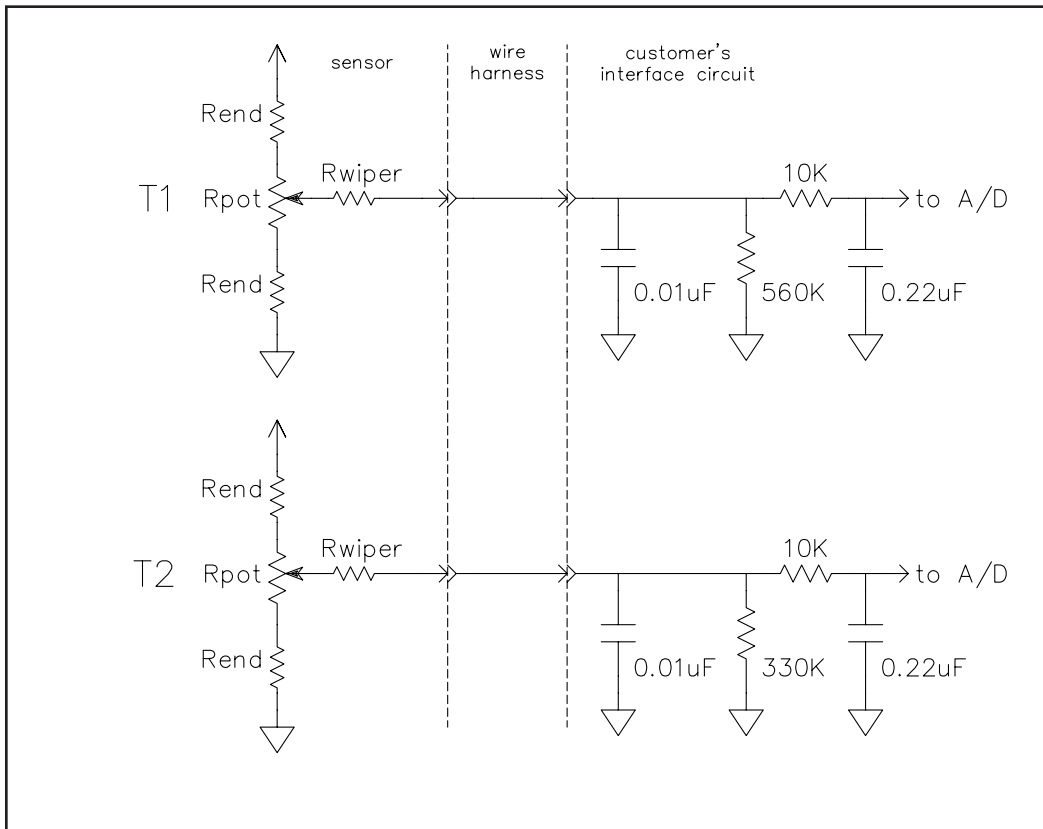 sensor
wire
harness
customer's
interface circuit
Rend
Rwiper
10K
T1
Rpot
to A/D
Rend
0.01uF
560K
0.22uF
Rend
Rwiper
10K
T2
Rpot
to A/D
Rend
0.01uF
330K
0.22uF